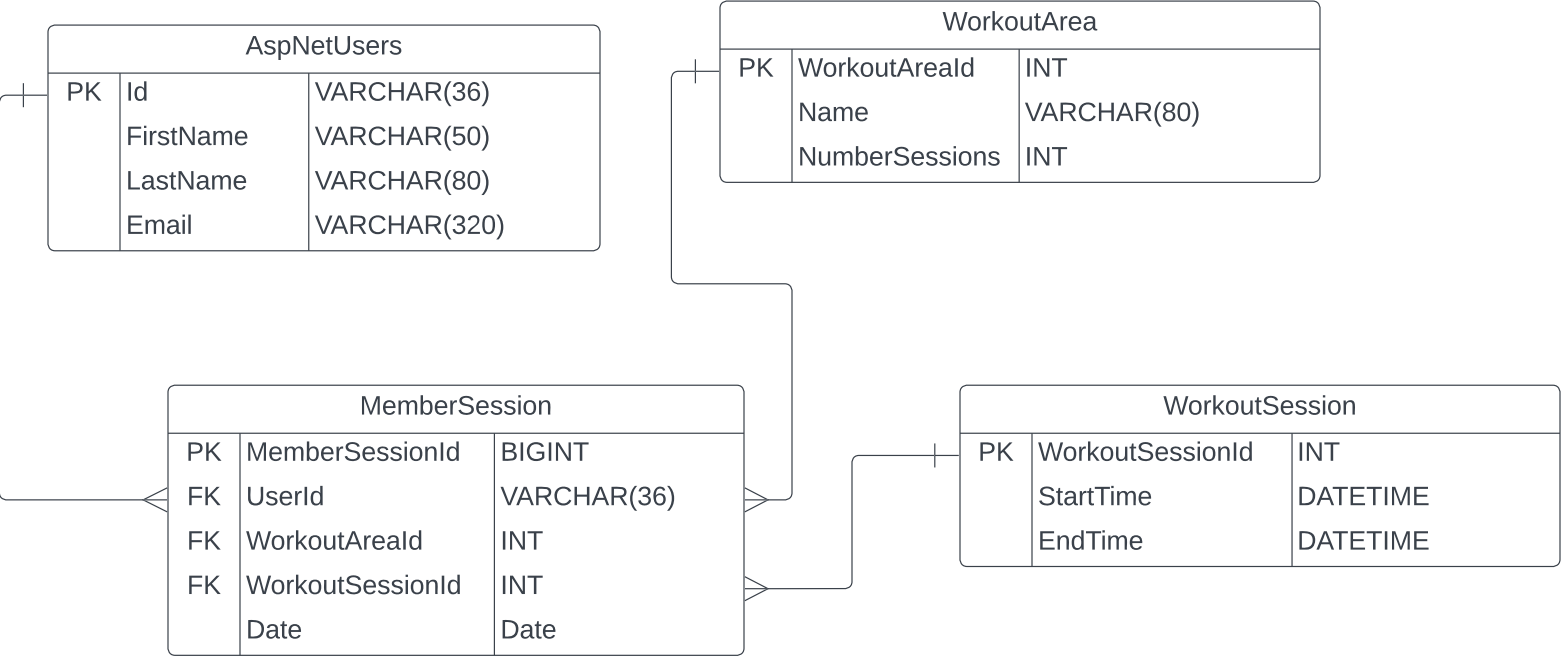 AspNetUsers
PK Id VARCHAR(36)
FirstName VARCHAR(50)
LastName VARCHAR(80)
Email VARCHAR(320)
WorkoutArea
PK WorkoutAreaId INT
Name VARCHAR(80)
NumberSessions INT
MemberSession
PK MemberSessionId BIGINT
FK UserId VARCHAR(36)
FK WorkoutAreaId INT
FK WorkoutSessionId INT
Date Date
WorkoutSession
PK WorkoutSessionId INT
StartTime DATETIME
EndTime DATETIME